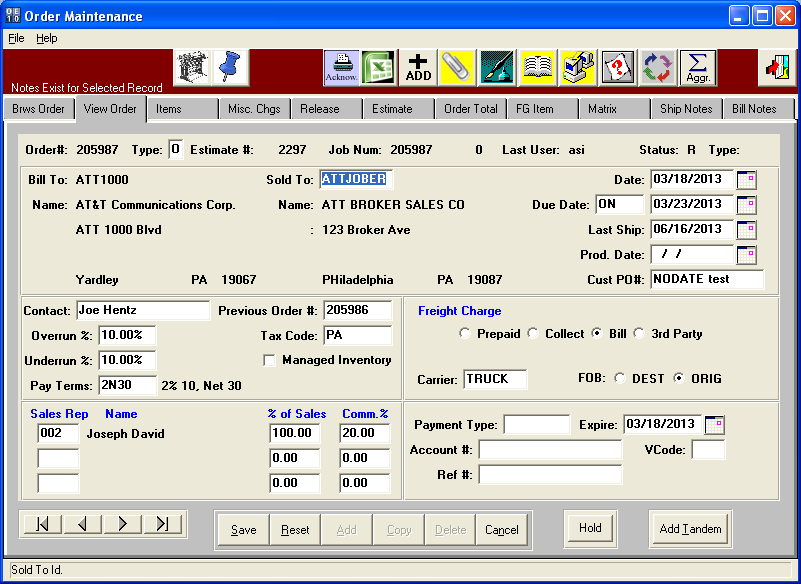 Order Maintenance
File Help
Notes Exist for Selected Record
Acknow. ADD Aggr.
Brws Order View Order Items Misc. Chgs Release Estimate Order Total FG Item Matrix Ship Notes Bill Notes
Order#: 205987 Type: O Estimate #: 2297 Job Num: 205987 0 Last User: asi Status: R Type:
Bill To: ATT1000 Sold To: ATTJOBER Date: 03/18/2013
Name: AT&T Communications Corp. Name: ATT BROKER SALES CO Due Date: ON 03/23/2013
ATT 1000 Blvd : 123 Broker Ave Last Ship: 06/16/2013
Prod. Date: / /
Yardley PA 19067 PHiladelphia PA 19087 Cust PO#: NODATE test
Contact: Joe Hentz Previous Order #: 205986 Freight Charge
Overrun %: 10.00% Tax Code: PA Prepaid Collect Bill 3rd Party
Underrun %: 10.00% Managed Inventory
Pay Terms: 2N30 2% 10, Net 30 Carrier: TRUCK FOB: DEST ORIG
Sales Rep Name % of Sales Comm.%
002 Joseph David 100.00 20.00 Payment Type: Expire: 03/18/2013
0.00 0.00 Account #: VCode:
0.00 0.00 Ref #:
Save Reset Add Copy Delete Cancel Hold Add Tandem
Sold To Id.